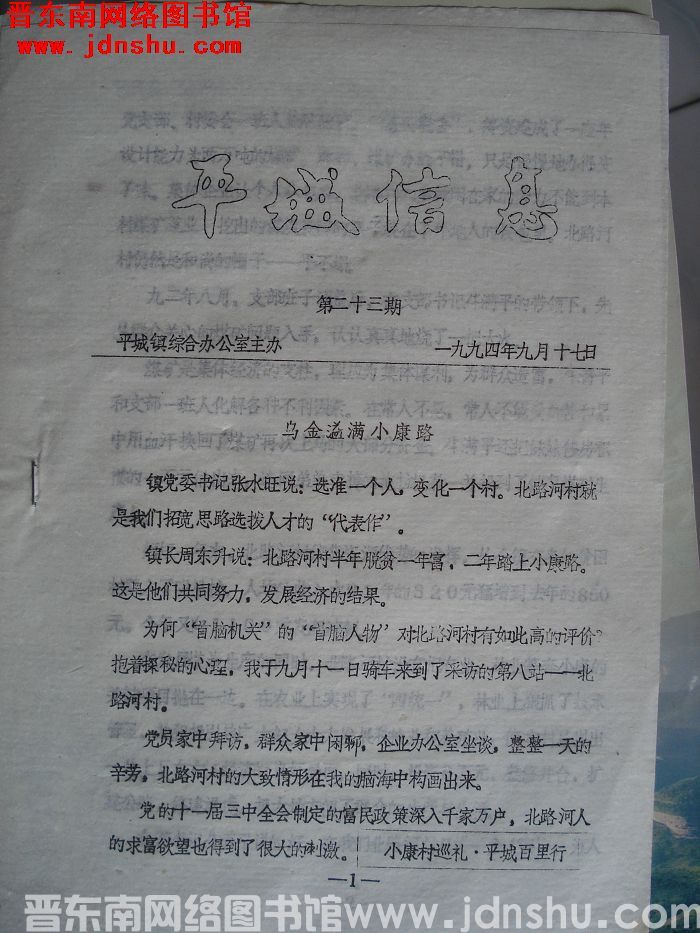 晋东南网络图书馆
www.jdnshu.com
平城信息
第二十三期
平城镇综合办公室主办 一九九四年九月十七日
乌金溢满小康路
镇党委书记张水旺说：选准一个人，变化一个村。北路河村就
是我们拓宽思路选拨人才的“代表作”。
镇长周东升说：北路河村半年脱贫一年富，二年踏上小康路。
这是他们共同努力，发展经济的结果。
为何“首脑机关”的“首脑人物”对北路河村有如此高的评价？
抱着探秘的心理，我于九月十一日骑车来到了采访的第八站——北
路河村。
党员家中拜访，群众家中闲聊，企业办公室坐谈，整整一天的
辛劳，北路河村的大致情形在我的脑海中构画出来。
党的十一届三中全会制定的富民政策深入千家万户，北路河人
的求富欲望也得到了很大的刺激。
小康村巡礼·平城百里行
—1—
晋东南网络图书馆 www.jdnshu.com